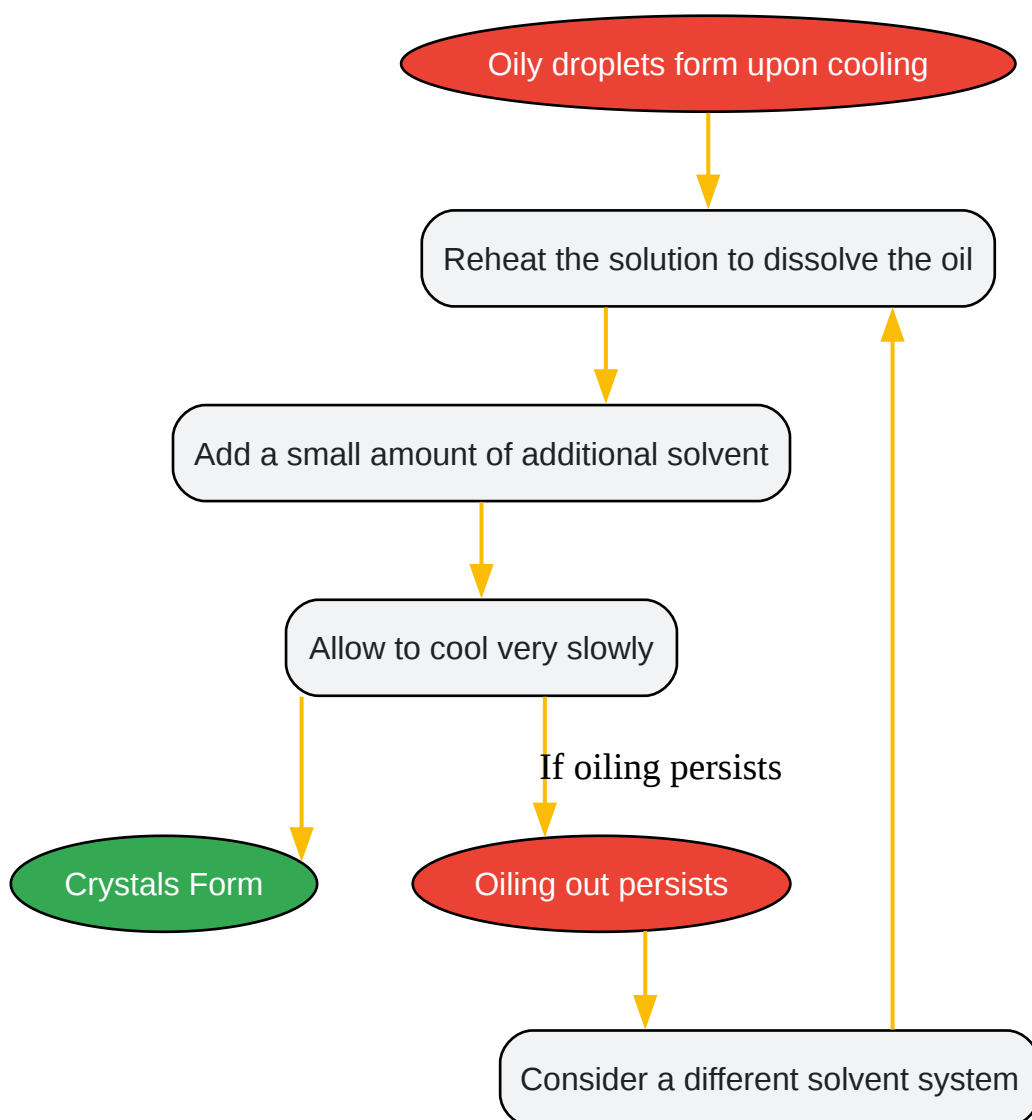 Oily droplets form upon cooling
Reheat the solution to dissolve the oil
Add a small amount of additional solvent
Allow to cool very slowly
If oiling persists
Crystals Form
Oiling out persists
Consider a different solvent system